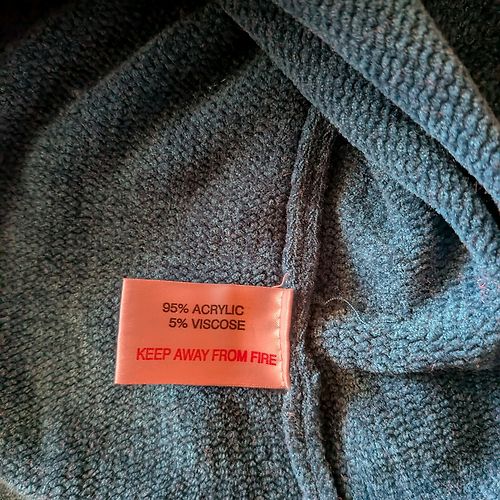 95% ACRYLIC
5% VISCOSE
KEEP AWAY FROM FIRE